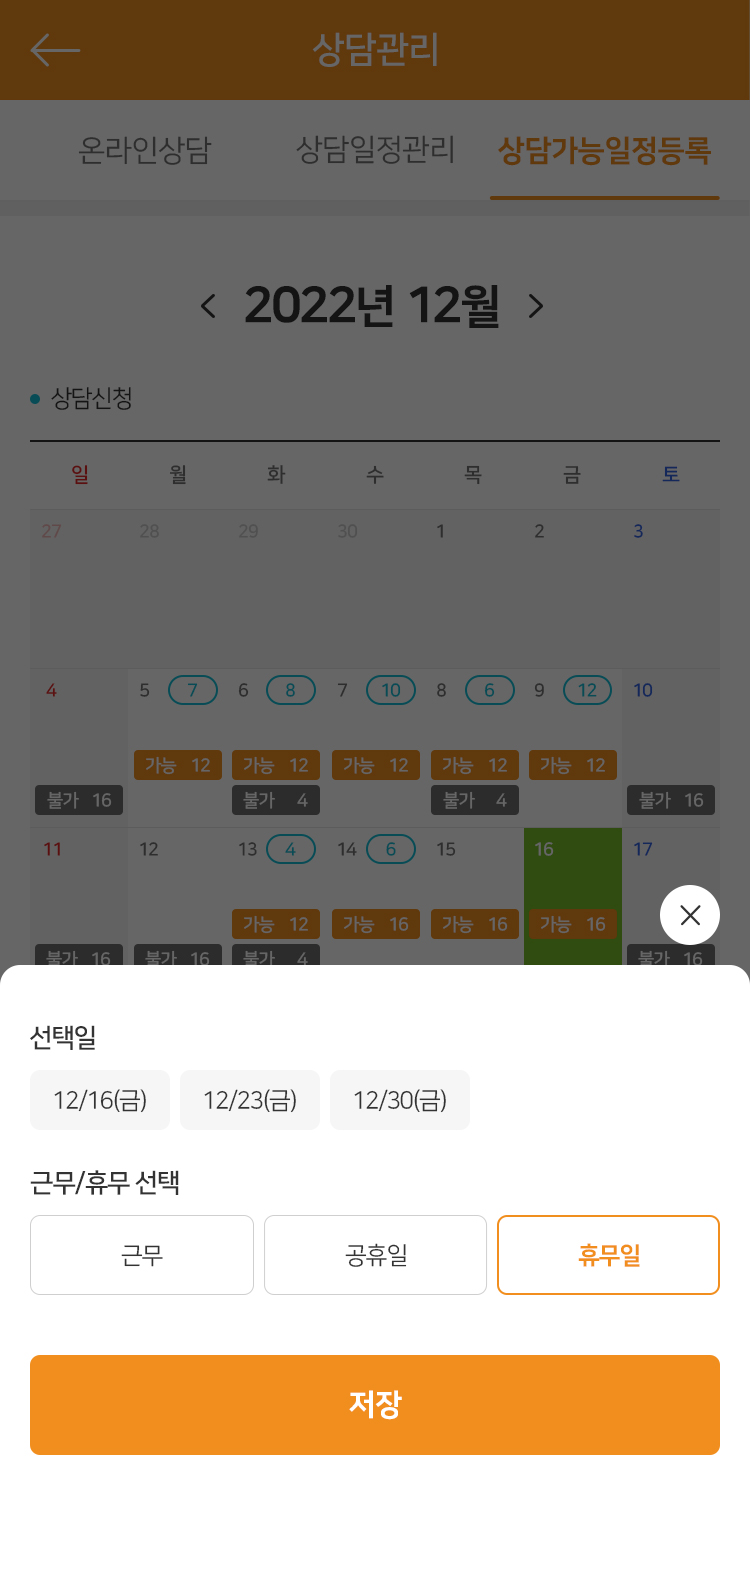 상담관리
온라인상담 상담일정관리 상담가능일정등록
2022년 12월
상담신청
일 월 화 수 목 금 토
27 28 29 30 1 2 3
4 5 7 6 8 7 10 8 6 9 12 10
가능 12 가능 12 가능 12 가능 12 가능 12
불가 16 불가 4 불가 4 불가 16
11 12 13 4 14 6 15 16 17
가능 12 가능 16 가능 16 가능 16
불가 16 불가 16 불가 4 불가 16
선택일
12/16(금) 12/23(금) 12/30(금)
근무/휴무 선택
근무 공휴일 휴무일
저장